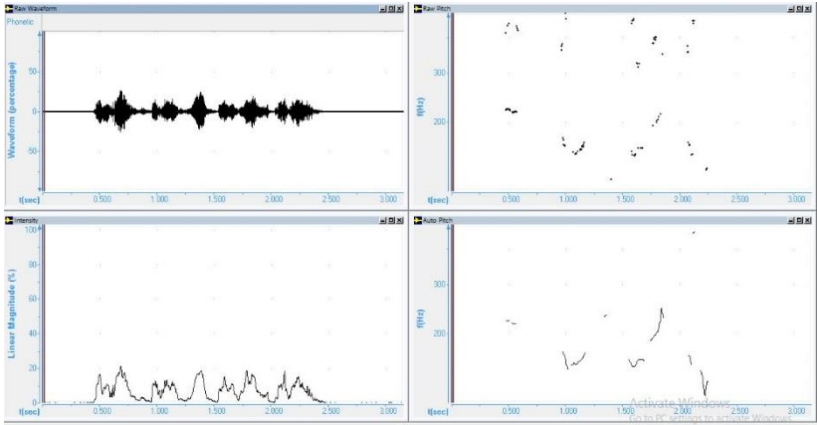 Raw Waveform
Phonetic
Waveform (percentage)
50
0
-50
t(sec) 0.500 1.000 1.500 2.000 2.500 3.000
Raw Pitch
f(Hz)
300
200
t(sec) 0.500 1.000 1.500 2.000 2.500 3.000
Intensity
Linear Magnitude (%)
100
80
60
40
20
0
t(sec) 0.500 1.000 1.500 2.000 2.500 3.000
Auto Pitch
f(Hz)
300
200
t(sec) 0.500 1.000 1.500 2.000 2.500 3.000
Activate Windows
Go to PC settings to activate Windows.